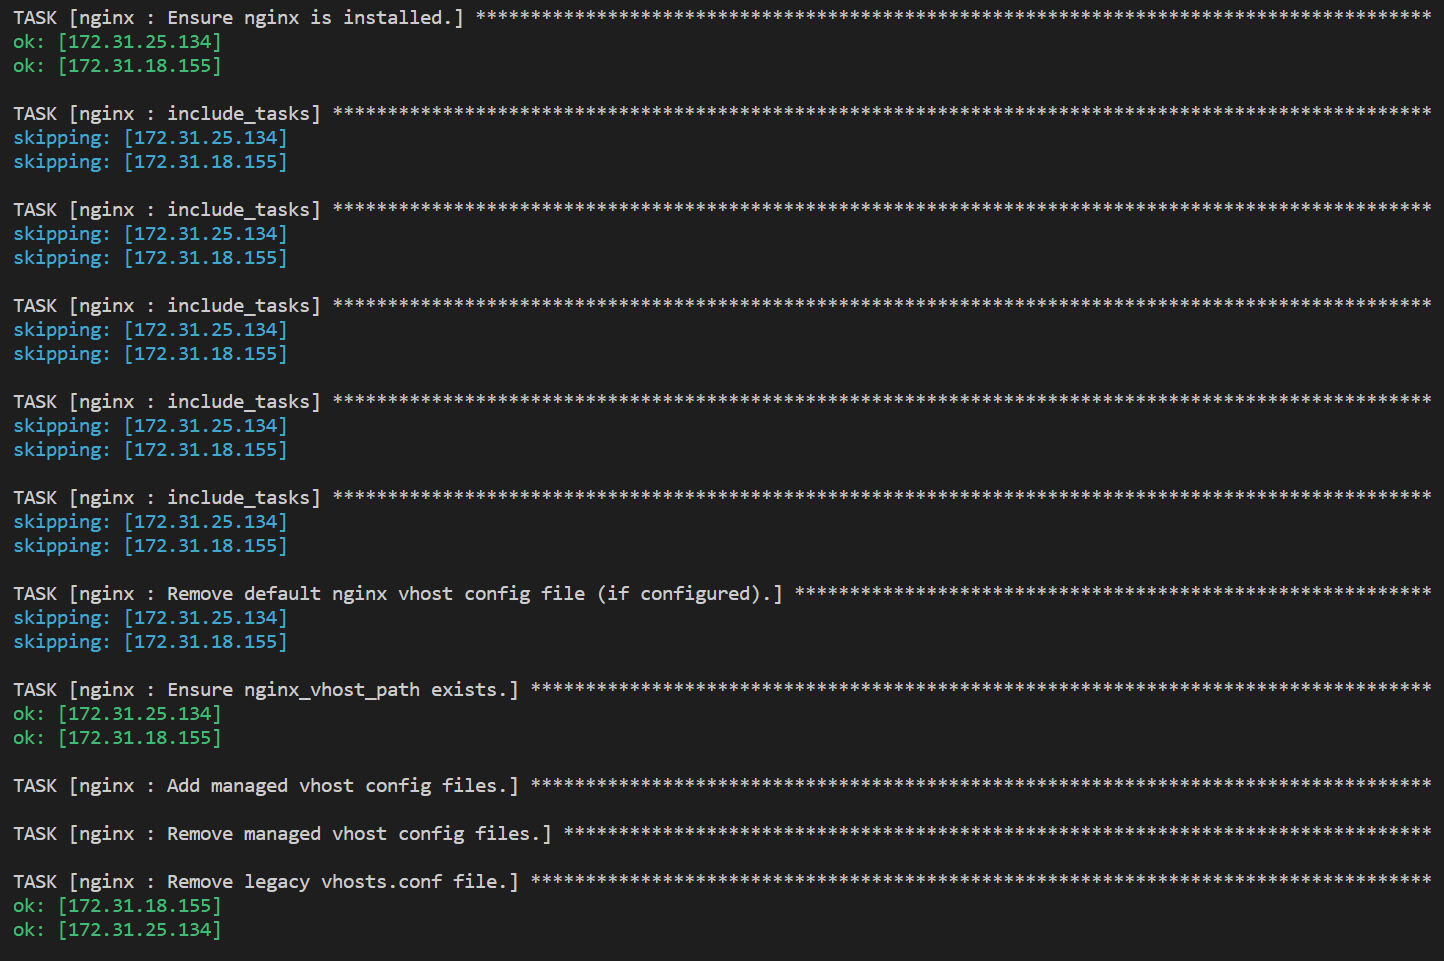 TASK [nginx : Ensure nginx is installed.] ***************************************************************************************
ok: [172.31.25.134]
ok: [172.31.18.155]
TASK [nginx : include_tasks] ****************************************************************************************************
skipping: [172.31.25.134]
skipping: [172.31.18.155]
TASK [nginx : include_tasks] ****************************************************************************************************
skipping: [172.31.25.134]
skipping: [172.31.18.155]
TASK [nginx : include_tasks] ****************************************************************************************************
skipping: [172.31.25.134]
skipping: [172.31.18.155]
TASK [nginx : include_tasks] ****************************************************************************************************
skipping: [172.31.25.134]
skipping: [172.31.18.155]
TASK [nginx : include_tasks] ****************************************************************************************************
skipping: [172.31.25.134]
skipping: [172.31.18.155]
TASK [nginx : Remove default nginx vhost config file (if configured).] **********************************************************
skipping: [172.31.25.134]
skipping: [172.31.18.155]
TASK [nginx : Ensure nginx_vhost_path exists.] **********************************************************************************
ok: [172.31.25.134]
ok: [172.31.18.155]
TASK [nginx : Add managed vhost config files.] **********************************************************************************
TASK [nginx : Remove managed vhost config files.] *******************************************************************************
TASK [nginx : Remove legacy vhosts.conf file.] **********************************************************************************
ok: [172.31.18.155]
ok: [172.31.25.134]